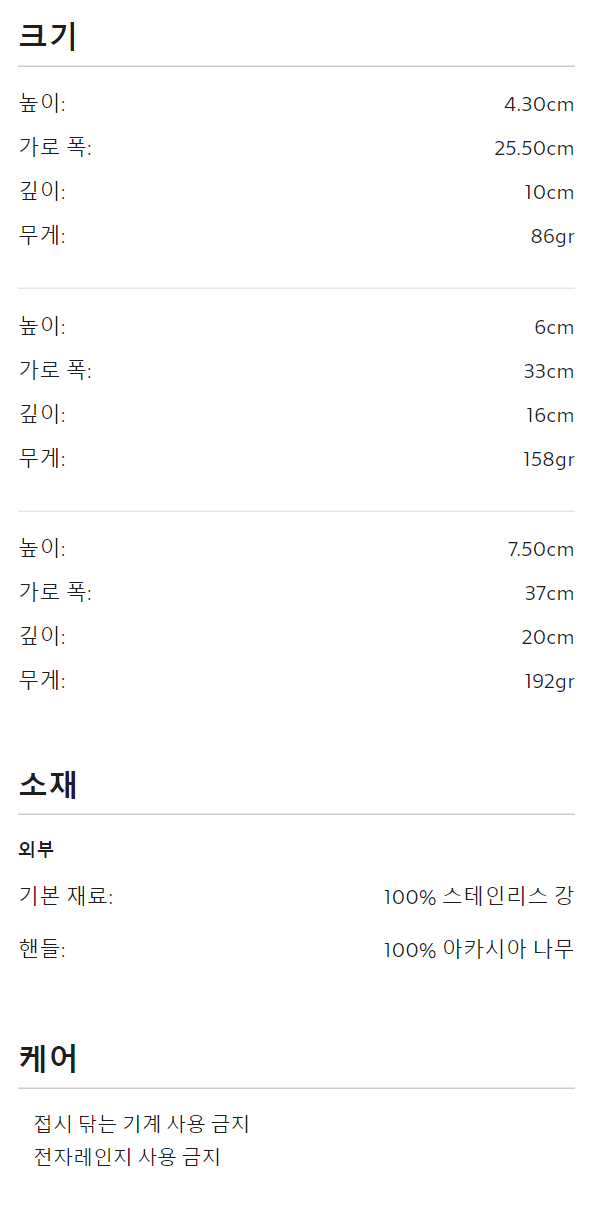 크기
높이: 4.30cm
가로 폭: 25.50cm
깊이: 10cm
무게: 86gr
높이: 6cm
가로 폭: 33cm
깊이: 16cm
무게: 158gr
높이: 7.50cm
가로 폭: 37cm
깊이: 20cm
무게: 192gr
소재
외부
기본 재료: 100% 스테인리스 강
핸들: 100% 아카시아 나무
케어
접시 닦는 기계 사용 금지
전자레인지 사용 금지